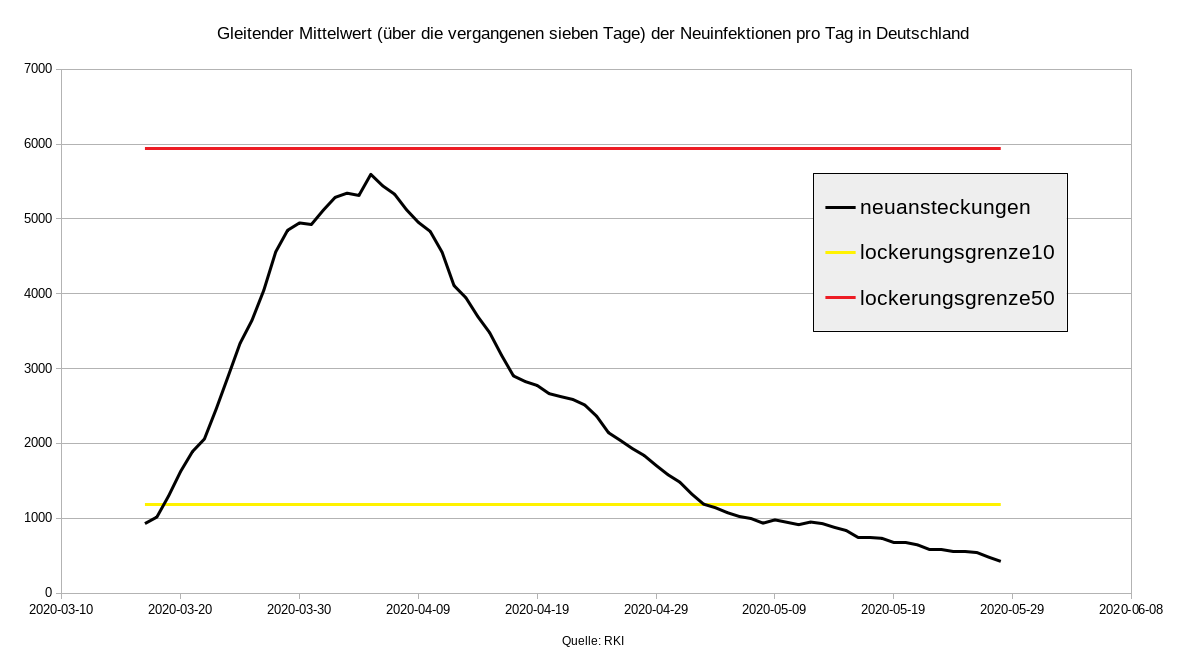 Gleitender Mittelwert (über die vergangenen sieben Tage) der Neuinfektionen pro Tag in Deutschland
7000
6000
5000
4000
3000
2000
1000
0
neuansteckungen
lockerungsgrenze10
lockerungsgrenze50
2020-03-10 2020-03-20 2020-03-30 2020-04-09 2020-04-19 2020-04-29 2020-05-09 2020-05-19 2020-05-29 2020-06-08
Quelle: RKI